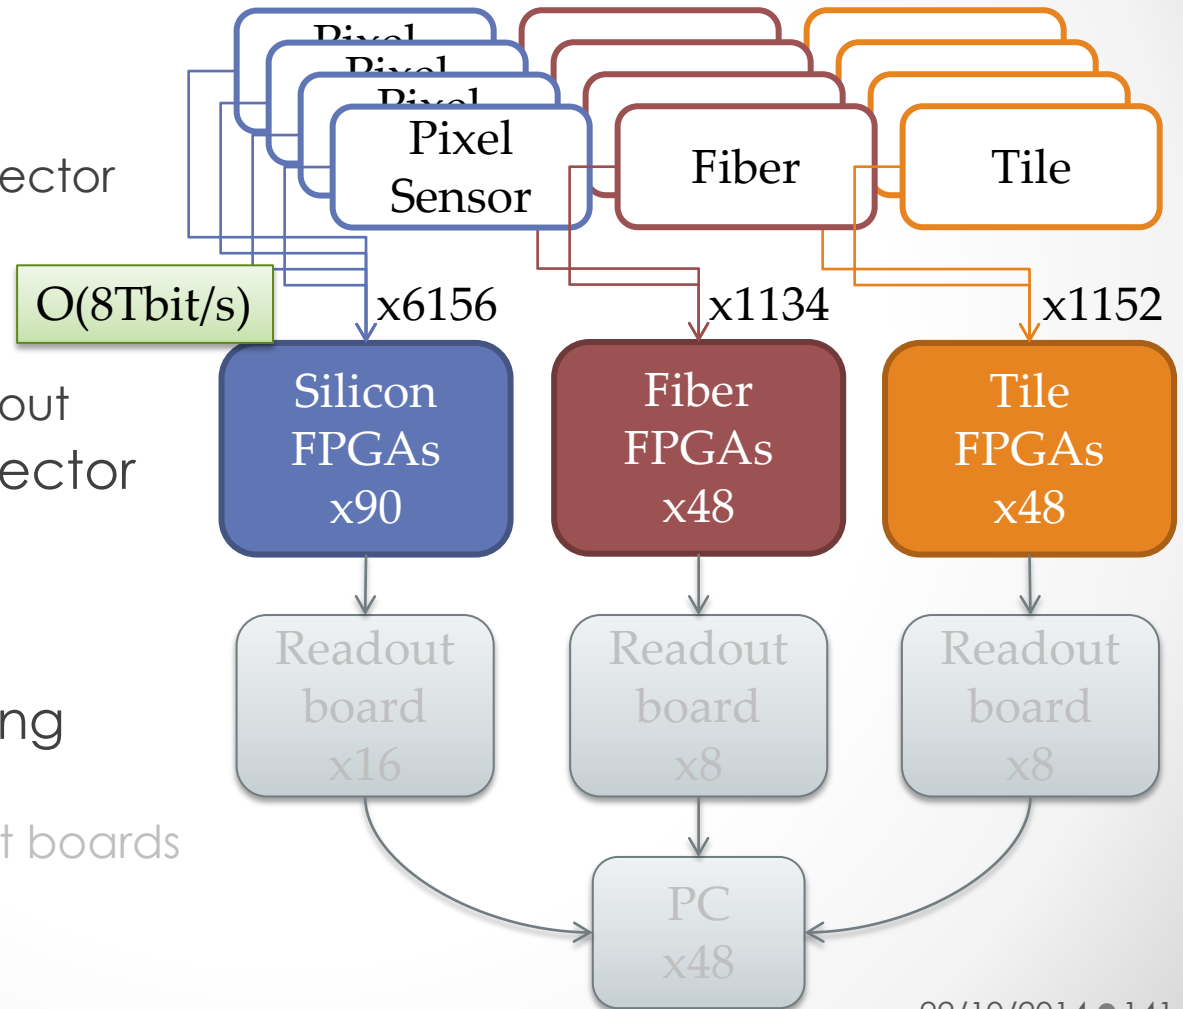 Pixel
Pixel
Pixel
Pixel
Sensor
Fiber
Tile
ector
O(8Tbit/s)
x6156
x1134
x1152
out
ector
Silicon
FPGAs
x90
Fiber
FPGAs
x48
Tile
FPGAs
x48
ng
Readout
board
x16
Readout
board
x8
Readout
board
x8
t boards
PC
x48